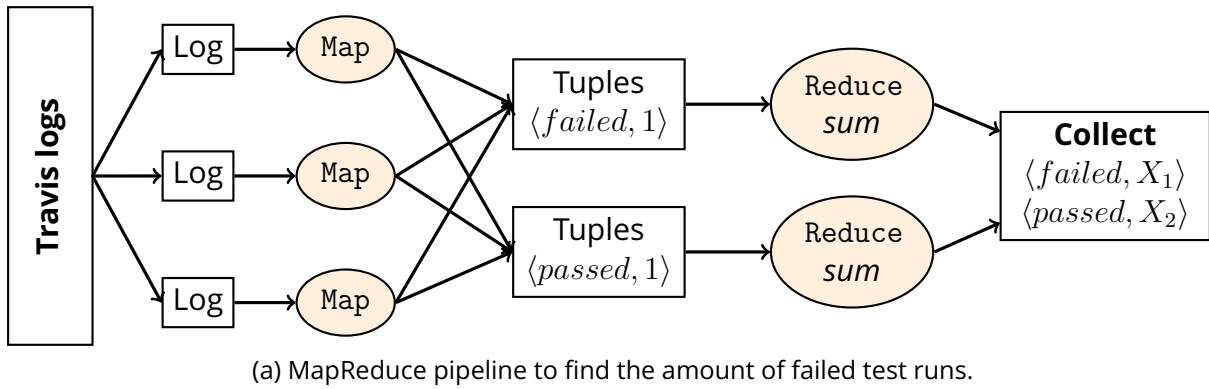 Travis logs
Log
Map
Log
Map
Log
Map
Tuples
⟨failed, 1⟩
Tuples
⟨passed, 1⟩
Reduce
sum
Reduce
sum
Collect
⟨failed, X₁⟩
⟨passed, X₂⟩
(a) MapReduce pipeline to find the amount of failed test runs.